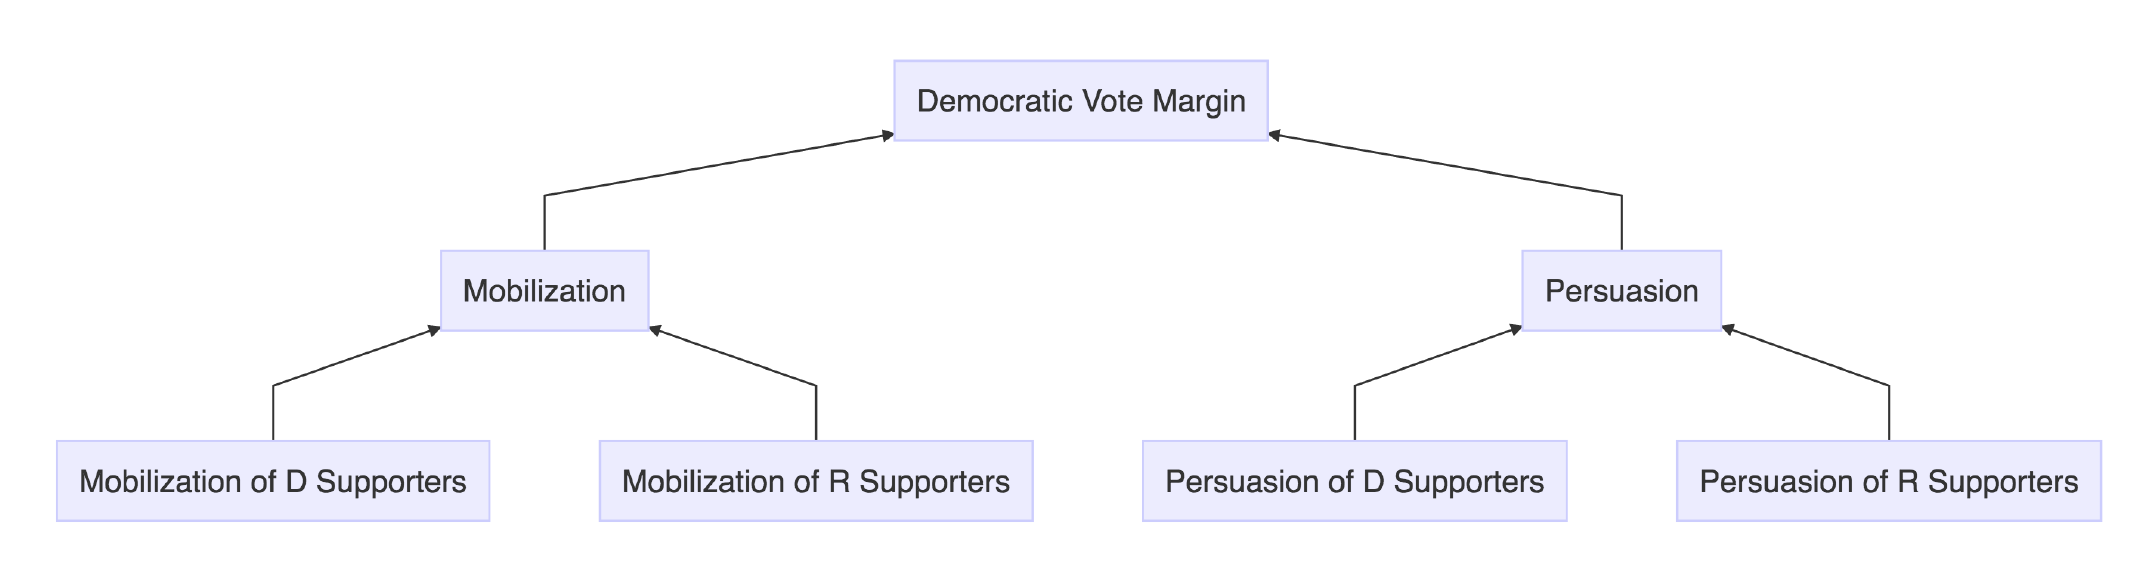 Democratic Vote Margin
Mobilization
Persuasion
Mobilization of D Supporters
Mobilization of R Supporters
Persuasion of D Supporters
Persuasion of R Supporters